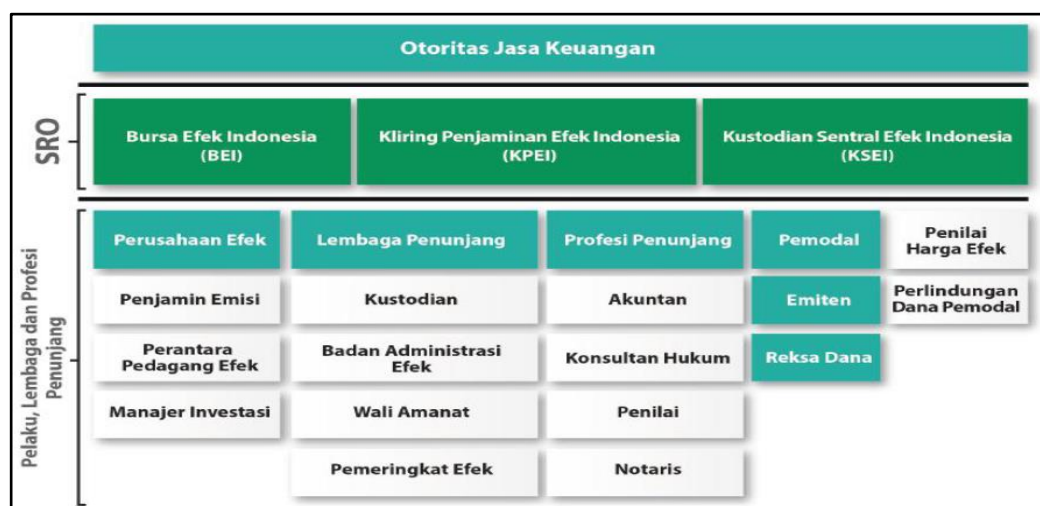 Otoritas Jasa Keuangan
SRO
Bursa Efek Indonesia
(BEI)
Kliring Penjaminan Efek Indonesia
(KPEI)
Kustodian Sentral Efek Indonesia
(KSEI)
Pelaku, Lembaga dan Profesi
Penunjang
Perusahaan Efek
Lembaga Penunjang
Profesi Penunjang
Pemodal
Penilai
Harga Efek
Penjamin Emisi
Kustodian
Akuntan
Emiten
Perlindungan
Dana Pemodal
Perantara
Pedagang Efek
Badan Administrasi
Efek
Konsultan Hukum
Reksa Dana
Manajer Investasi
Wali Amanat
Penilai
Pemeringkat Efek
Notaris